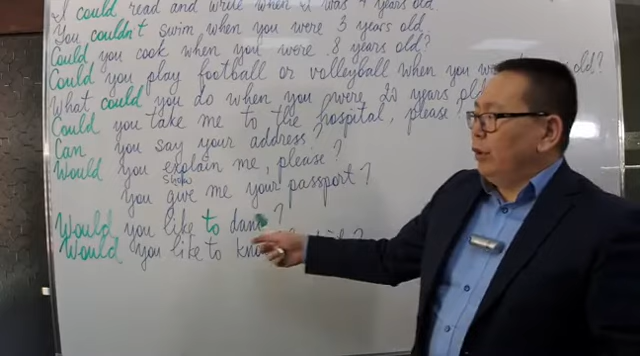 I could read and write when I was 4 years old
You couldn't swim when you were 3 years old
Could you cook when you were 8 years old?
Could you play football or volleyball when you old?
What could you do when you were 20 years
Could you take me to the hospital, please?
Can you say your address?
Would you explain me, please?
show
you give me your passport?
Would you like to dance?
Would you like to